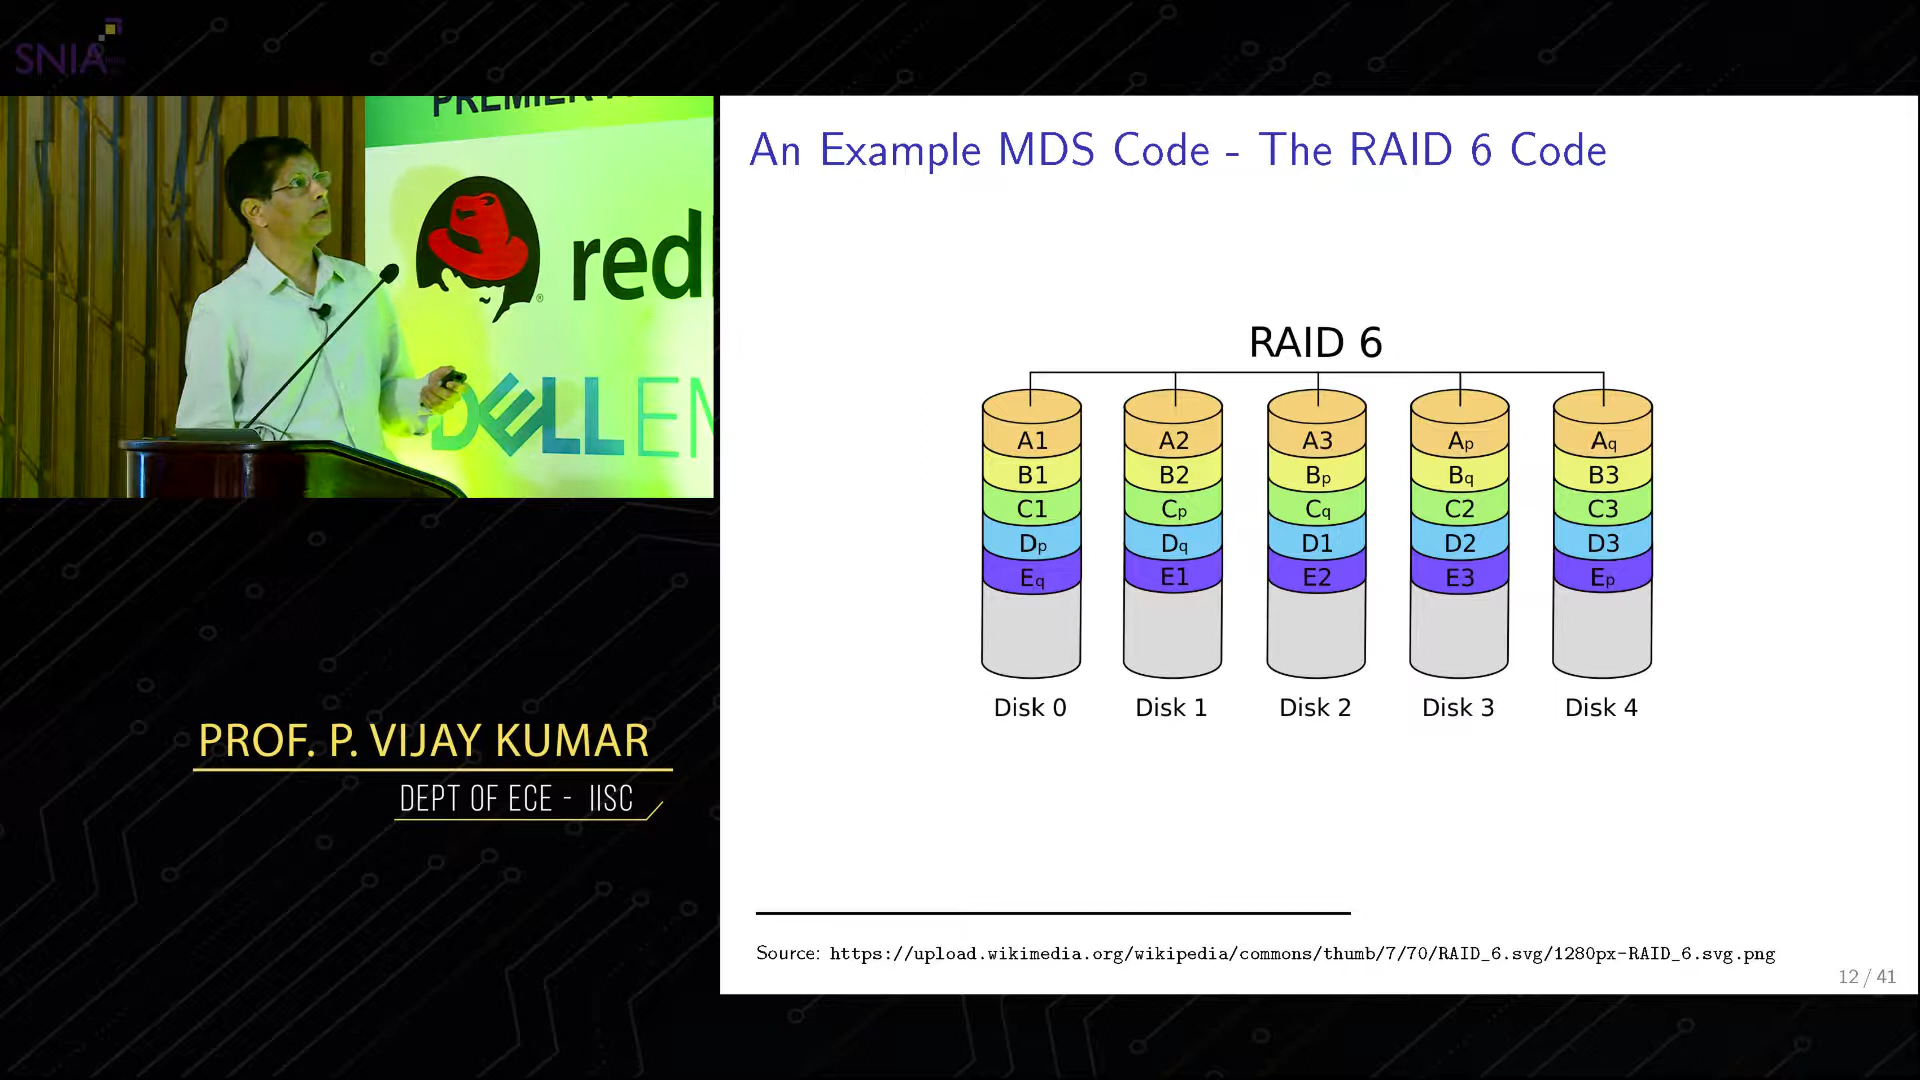 SNIA
PREMIER
red
DELL EM
PROF. P. VIJAY KUMAR
DEPT OF ECE - IISC
An Example MDS Code - The RAID 6 Code
RAID 6
A1 A2 A3 Ap Aq
B1 B2 Bp Bq B3
C1 Cp Cq C2 C3
Dp Dq D1 D2 D3
Eq E1 E2 E3 Ep
Disk 0 Disk 1 Disk 2 Disk 3 Disk 4
Source: https://upload.wikimedia.org/wikipedia/commons/thumb/7/70/RAID_6.svg/1280px-RAID_6.svg.png
12 / 41